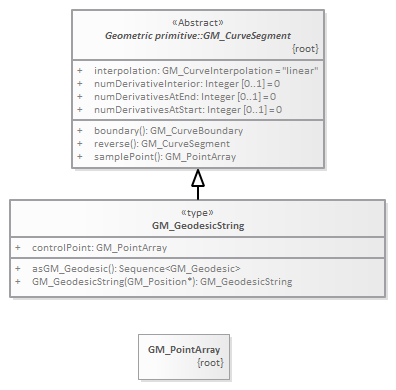 «Abstract»
Geometric primitive::GM_CurveSegment
{root}
+ interpolation: GM_CurveInterpolation = "linear"
+ numDerivativeInterior: Integer [0..1] = 0
+ numDerivativesAtEnd: Integer [0..1] = 0
+ numDerivativesAtStart: Integer [0..1] = 0
+ boundary(): GM_CurveBoundary
+ reverse(): GM_CurveSegment
+ samplePoint(): GM_PointArray
«type»
GM_GeodesicString
+ controlPoint: GM_PointArray
+ asGM_Geodesic(): Sequence<GM_Geodesic>
+ GM_GeodesicString(GM_Position*): GM_GeodesicString
GM_PointArray
{root}